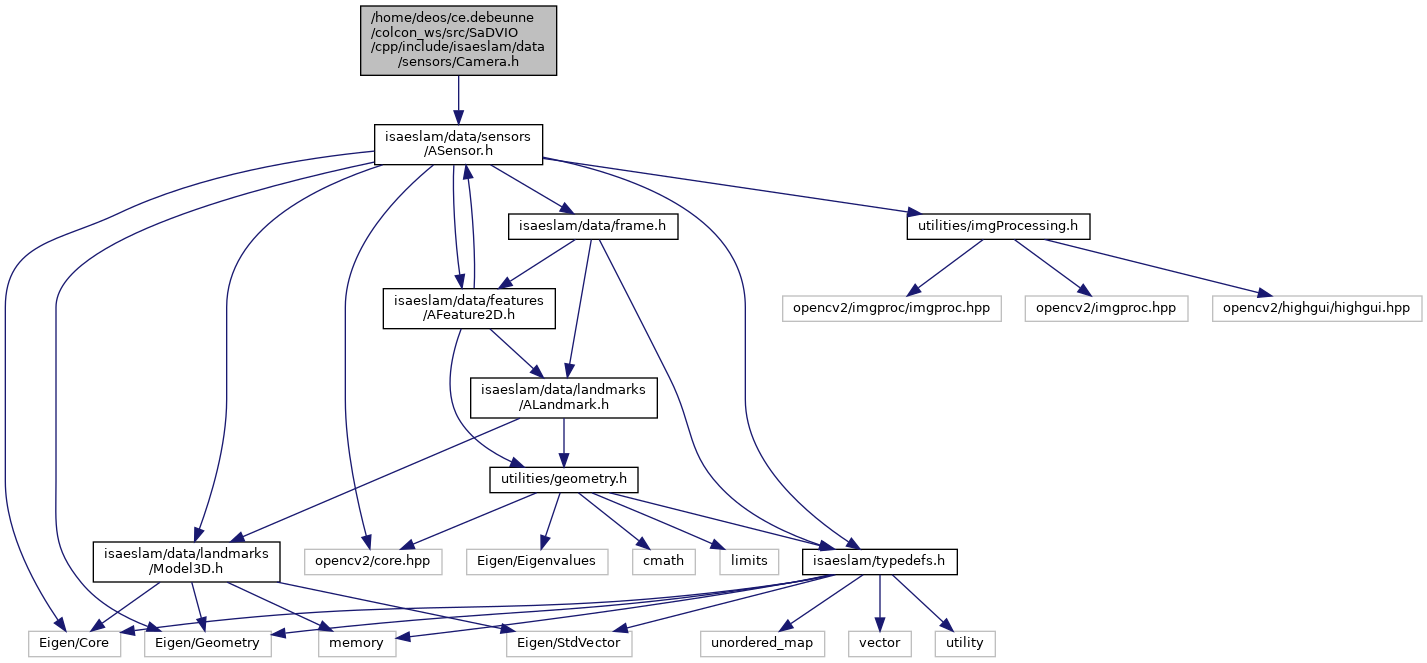 /home/deos/ce.debeunne
/colcon_ws/src/SaDVIO
/cpp/include/isaeslam/data
/sensors/Camera.h
isaeslam/data/sensors
/ASensor.h
isaeslam/data/frame.h
utilities/imgProcessing.h
isaeslam/data/features
/AFeature2D.h
opencv2/imgproc/imgproc.hpp
opencv2/imgproc.hpp
opencv2/highgui/highgui.hpp
isaeslam/data/landmarks
/ALandmark.h
utilities/geometry.h
isaeslam/data/landmarks
/Model3D.h
opencv2/core.hpp
Eigen/Eigenvalues
cmath
limits
isaeslam/typedefs.h
Eigen/Core
Eigen/Geometry
memory
Eigen/StdVector
unordered_map
vector
utility